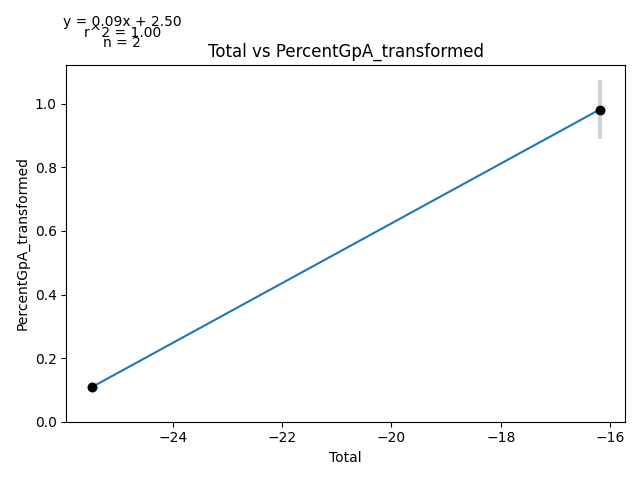 y = 0.09x + 2.50
r^2 = 1.00
n = 2
Total vs PercentGpA_transformed
PercentGpA_transformed
1.0
0.8
0.6
0.4
0.2
0.0
−24
−22
−20
−18
−16
Total